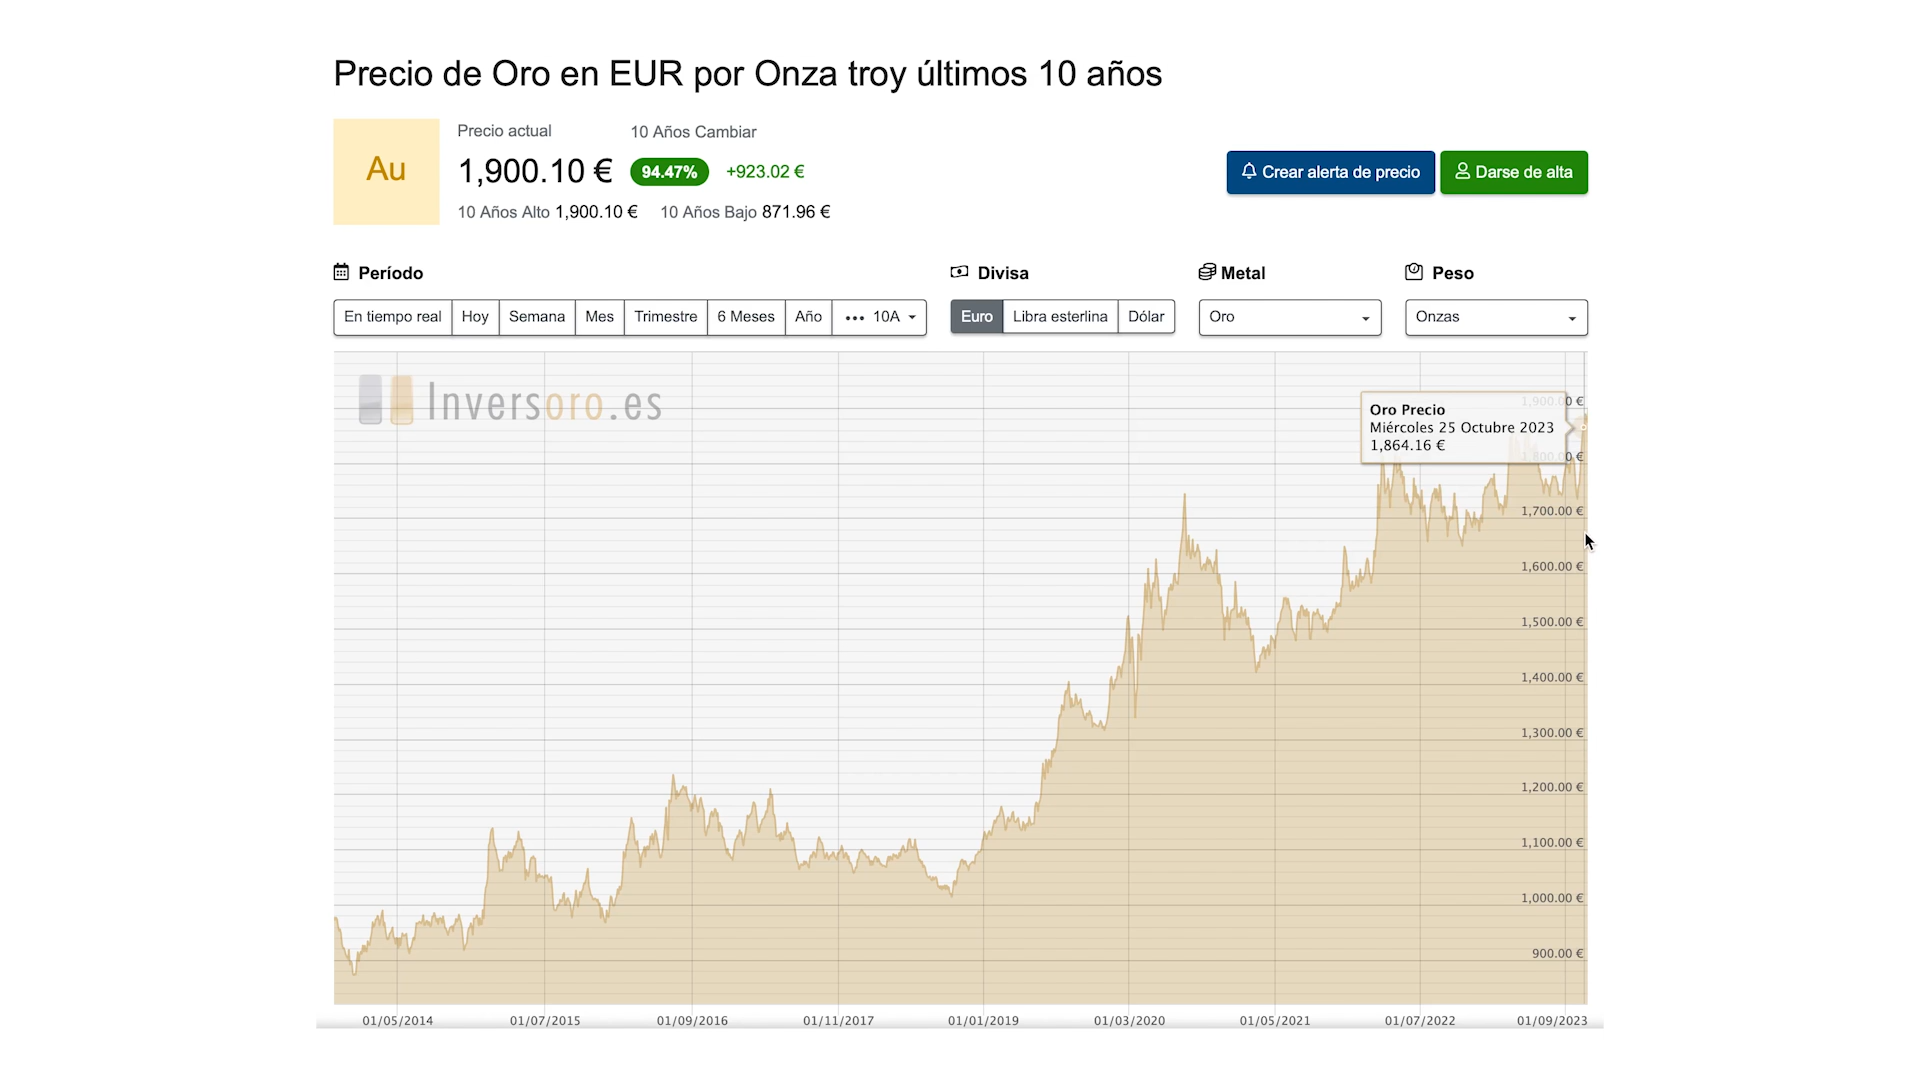 Precio de Oro en EUR por Onza troy últimos 10 años
Au
Precio actual
10 Años Cambiar
1,900.10 €
94.47%
+923.02 €
10 Años Alto 1,900.10 €
10 Años Bajo 871.96 €
Crear alerta de precio
Darse de alta
Período
Divisa
Metal
Peso
En tiempo real
Hoy
Semana
Mes
Trimestre
6 Meses
Año
••• 10A
Euro
Libra esterlina
Dólar
Oro
Onzas
Inversoro.es
Oro Precio
Miércoles 25 Octubre 2023
1,864.16 €
1,900.00 €
1,800.00 €
1,700.00 €
1,600.00 €
1,500.00 €
1,400.00 €
1,300.00 €
1,200.00 €
1,100.00 €
1,000.00 €
900.00 €
01/05/2014
01/07/2015
01/09/2016
01/11/2017
01/01/2019
01/03/2020
01/05/2021
01/07/2022
01/09/2023